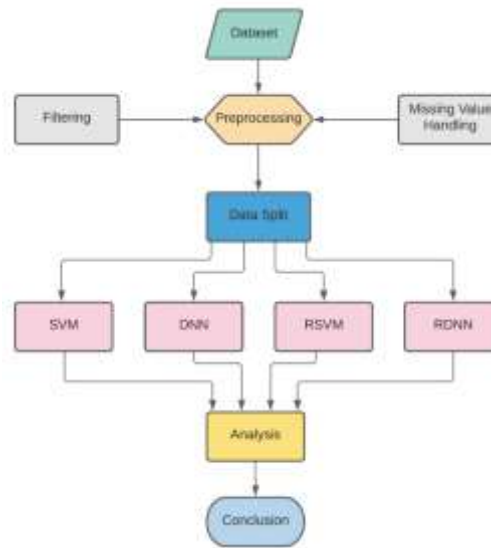 Dataset
Filtering
Preprocessing
Missing Value
Handling
Data Split
SVM
DNN
RSVM
RDNN
Analysis
Conclusion